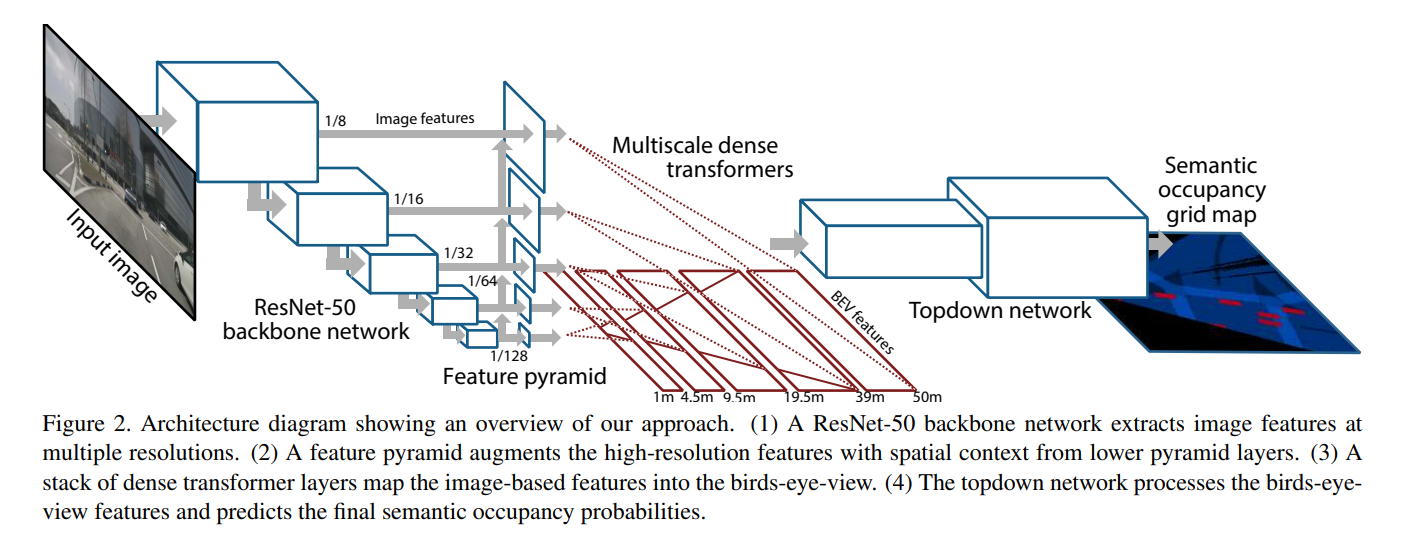 Input image
1/8
Image features
1/16
1/32
1/64
1/128
ResNet-50
backbone network
Feature pyramid
Multiscale dense
transformers
BEV features
1m 4.5m 9.5m 19.5m 39m 50m
Topdown network
Semantic
occupancy
grid map
Figure 2. Architecture diagram showing an overview of our approach. (1) A ResNet-50 backbone network extracts image features at
multiple resolutions. (2) A feature pyramid augments the high-resolution features with spatial context from lower pyramid layers. (3) A
stack of dense transformer layers map the image-based features into the birds-eye-view. (4) The topdown network processes the birds-eye-
view features and predicts the final semantic occupancy probabilities.